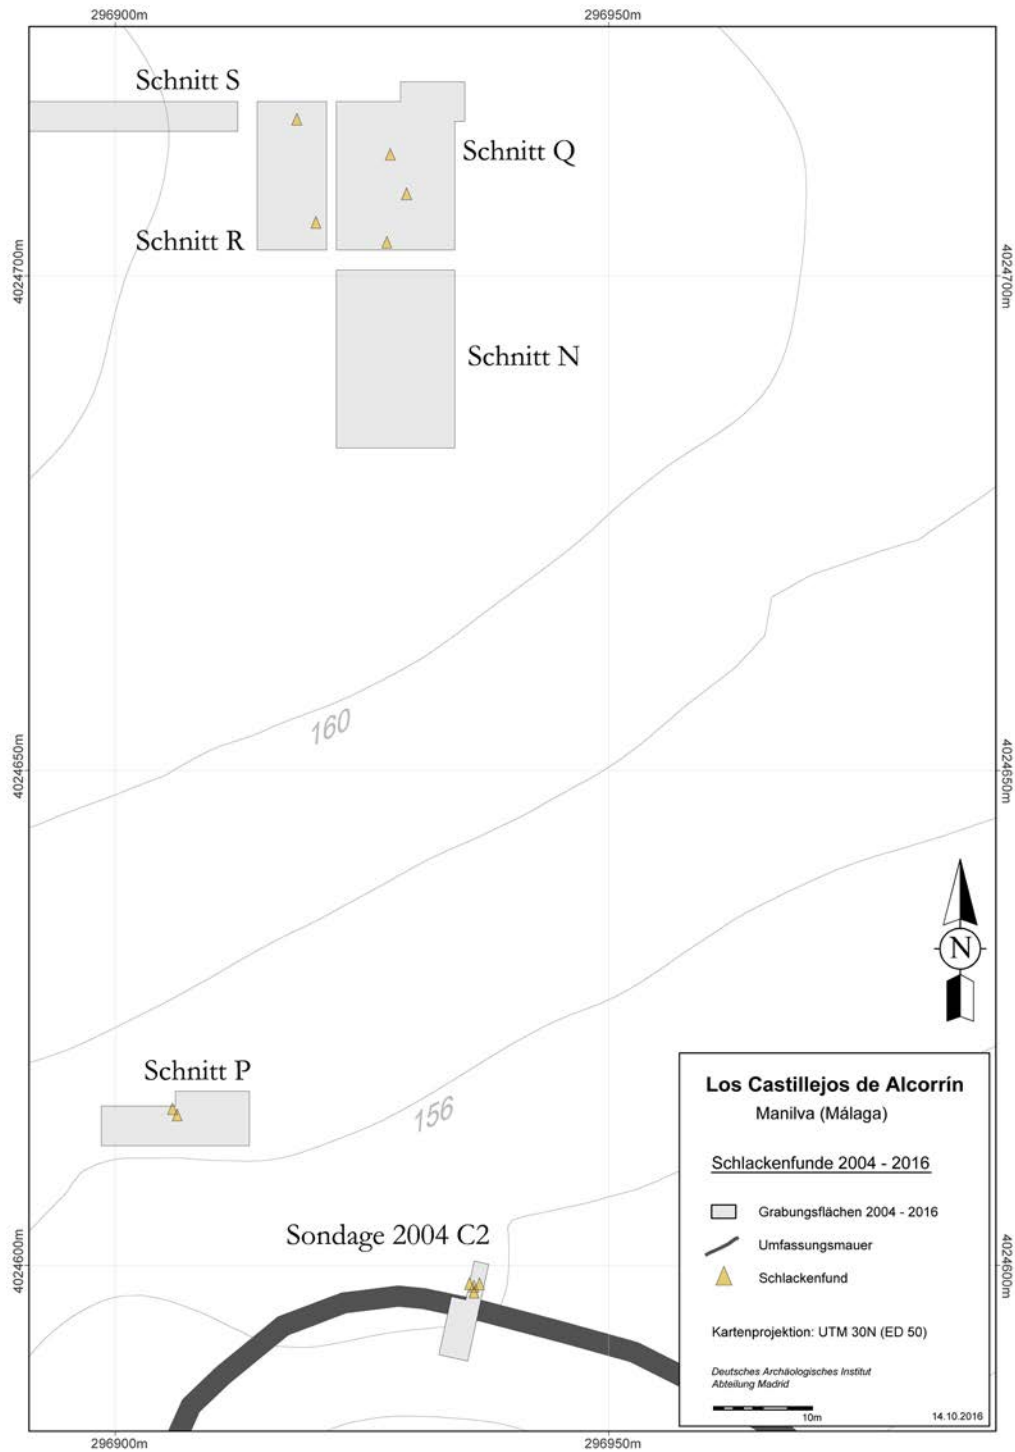 296900m
296950m
Schnitt S
Schnitt Q
Schnitt R
4024700m
4024700m
Schnitt N
160
4024650m
4024650m
N
Schnitt P
156
Sondage 2004 C2
4024600m
4024600m
Los Castillejos de Alcorrín
Manilva (Málaga)
Schlackenfunde 2004 - 2016
Grabungsflächen 2004 - 2016
Umfassungsmauer
Schlackenfund
Kartenprojektion: UTM 30N (ED 50)
Deutsches Archäologisches Institut
Abteilung Madrid
10m
14.10.2016
296900m
296950m